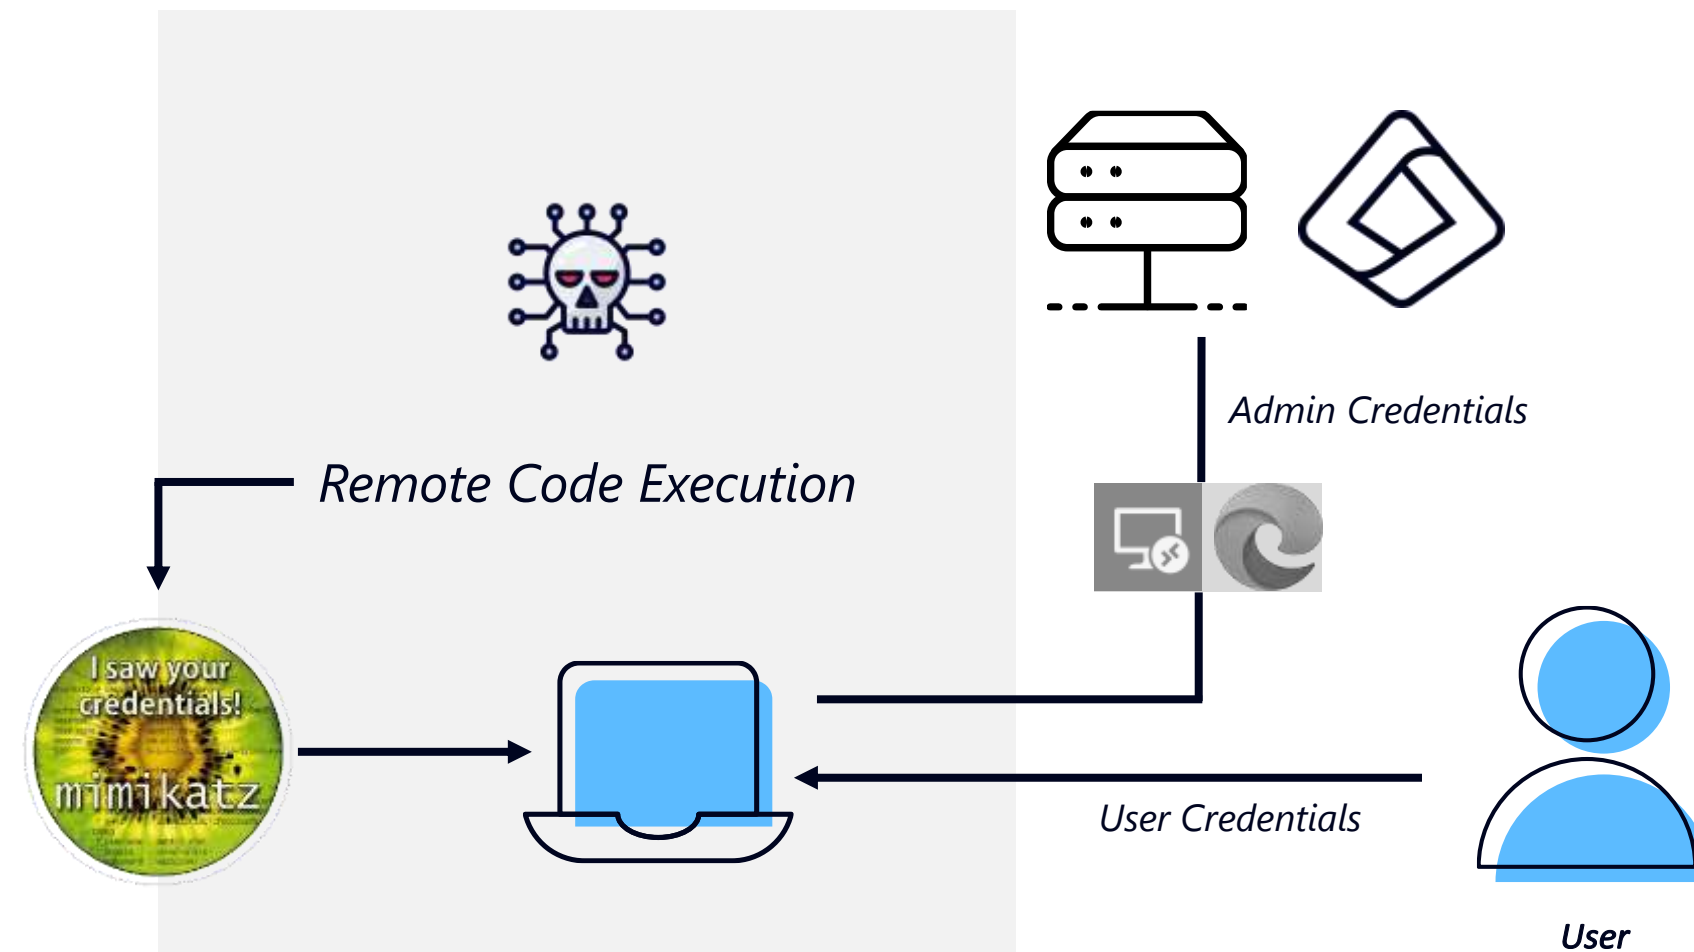 Admin Credentials
Remote Code Execution
I saw your
credentials!
mimikatz
User Credentials
User